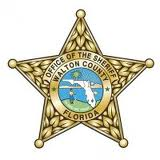 OFFICE OF THE SHERIFF
WALTON COUNTY
FLORIDA